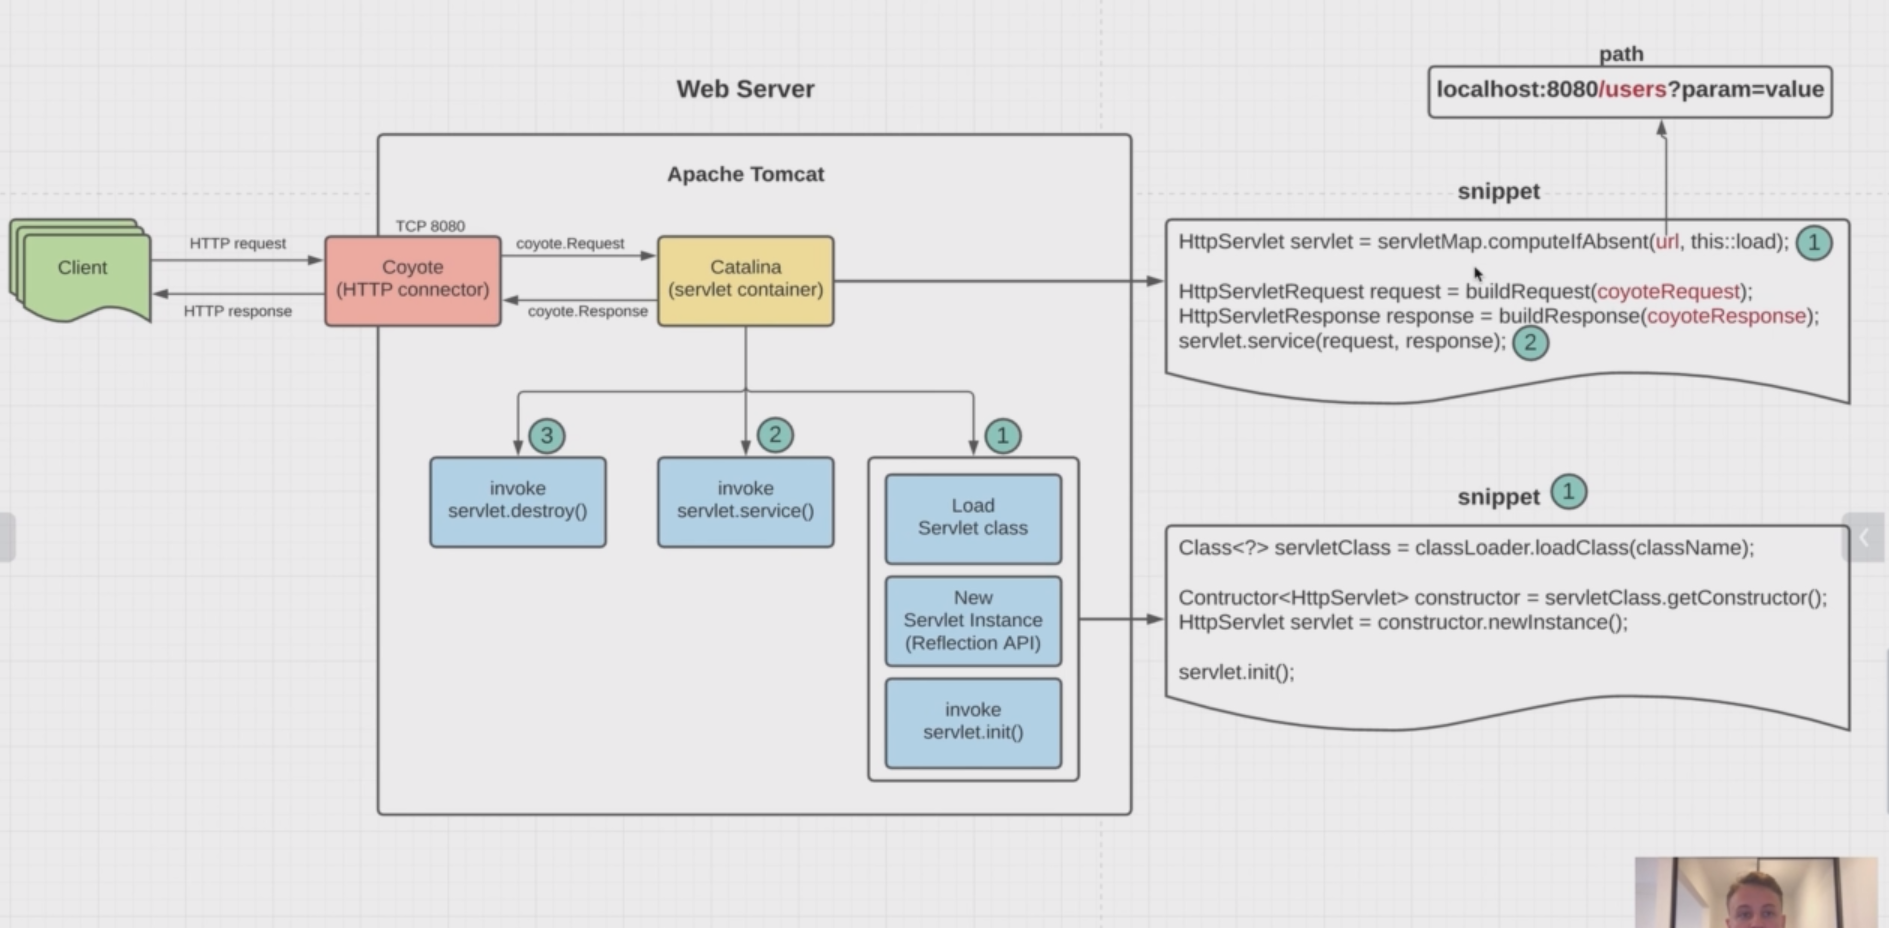 path
localhost:8080/users?param=value
Web Server
Apache Tomcat
snippet
TCP 8080
HTTP request
coyote.Request
Client
Coyote
(HTTP connector)
Catalina
(servlet container)
HTTP response
coyote.Response
HttpServlet servlet = servletMap.computeIfAbsent(url, this::load); 1
HttpServletRequest request = buildRequest(coyoteRequest);
HttpServletResponse response = buildResponse(coyoteResponse);
servlet.service(request, response); 2
3
invoke
servlet.destroy()
2
invoke
servlet.service()
1
Load
Servlet class
New
Servlet Instance
(Reflection API)
invoke
servlet.init()
snippet 1
Class<?> servletClass = classLoader.loadClass(className);
Contructor<HttpServlet> constructor = servletClass.getConstructor();
HttpServlet servlet = constructor.newInstance();
servlet.init();